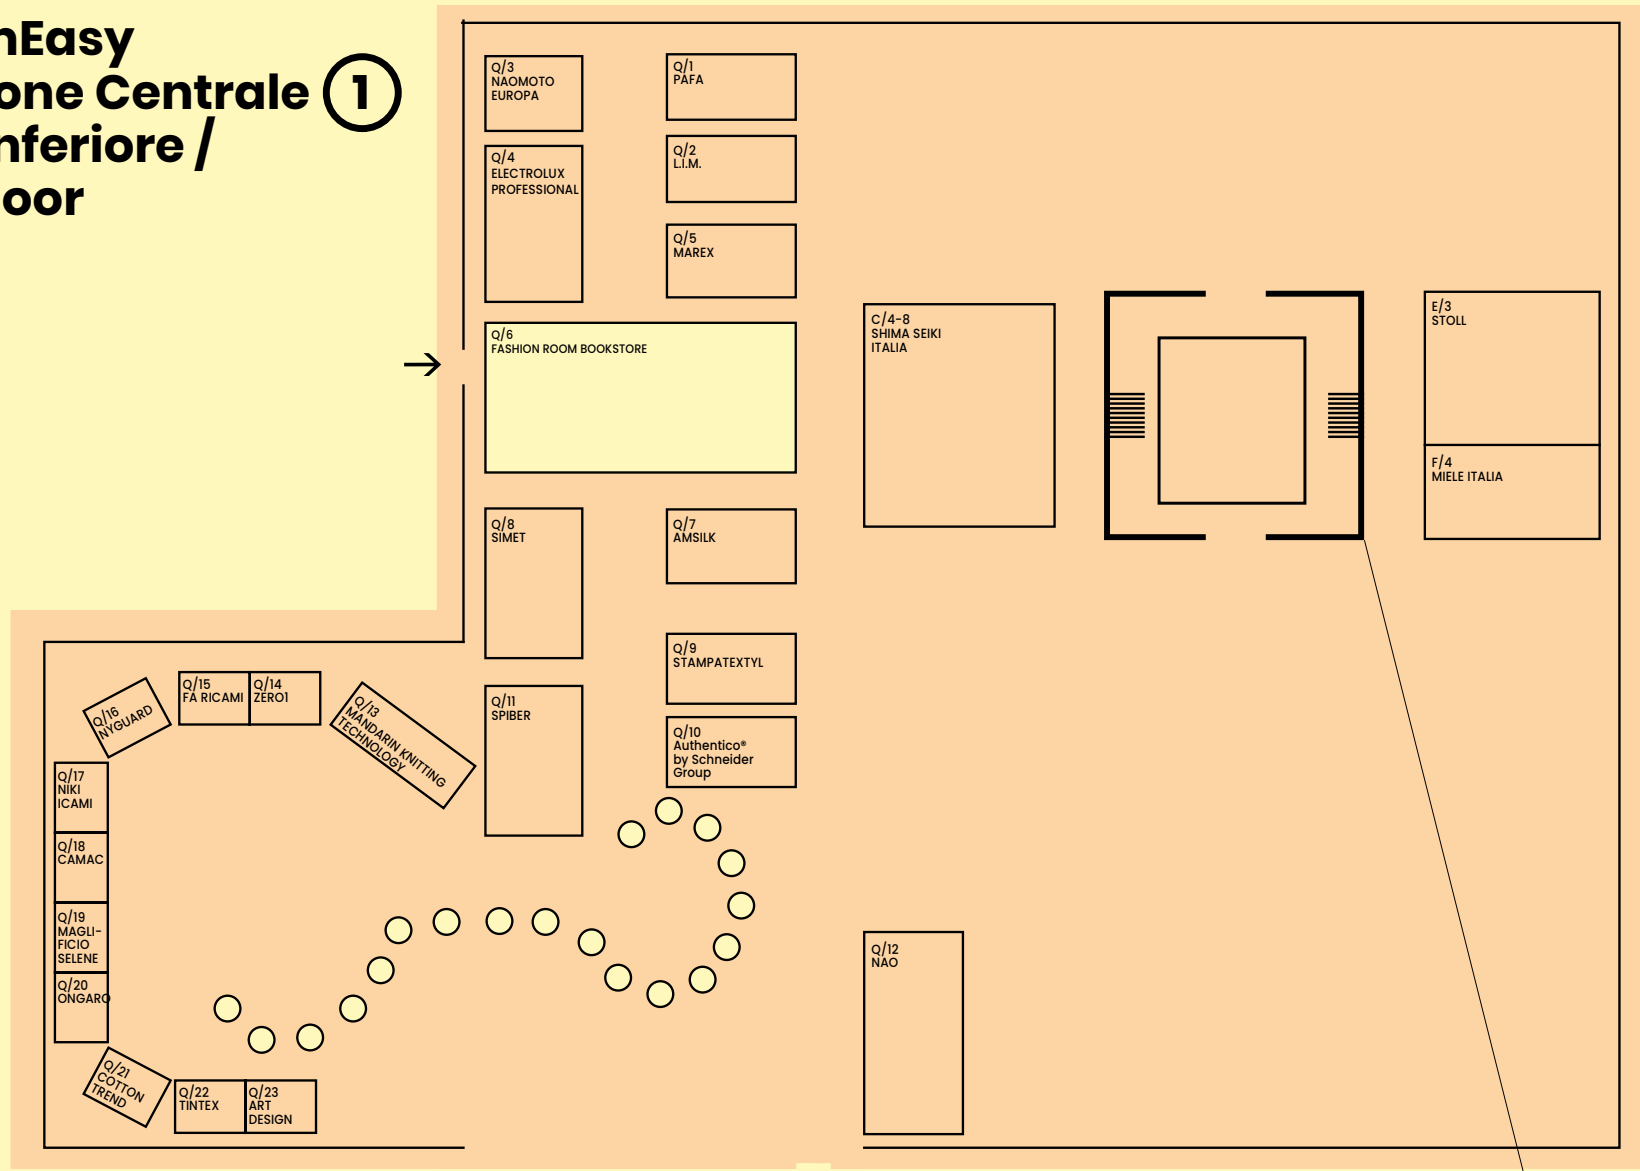 nEasy
one Centrale 1
nferiore /
oor
Q/3
NAOMOTO
EUROPA
Q/1
PAFA
Q/4
ELECTROLUX
PROFESSIONAL
Q/2
L.I.M.
Q/5
MAREX
Q/6
FASHION ROOM BOOKSTORE
C/4-8
SHIMA SEIKI
ITALIA
E/3
STOLL
F/4
MIELE ITALIA
Q/8
SIMET
Q/7
AMSILK
Q/9
STAMPATEXTYL
Q/11
SPIBER
Q/10
Authentico®
by Schneider
Group
Q/16
NYGUARD
Q/15
FA RICAMI
Q/14
ZERO1
Q/13
MANDARIN KNITTING
TECHNOLOGY
Q/17
NIKI
ICAMI
Q/18
CAMAC
Q/19
MAGLI-
FICIO
SELENE
Q/20
ONGARO
Q/21
COTTON
TREND
Q/22
TINTEX
Q/23
ART
DESIGN
Q/12
NAO